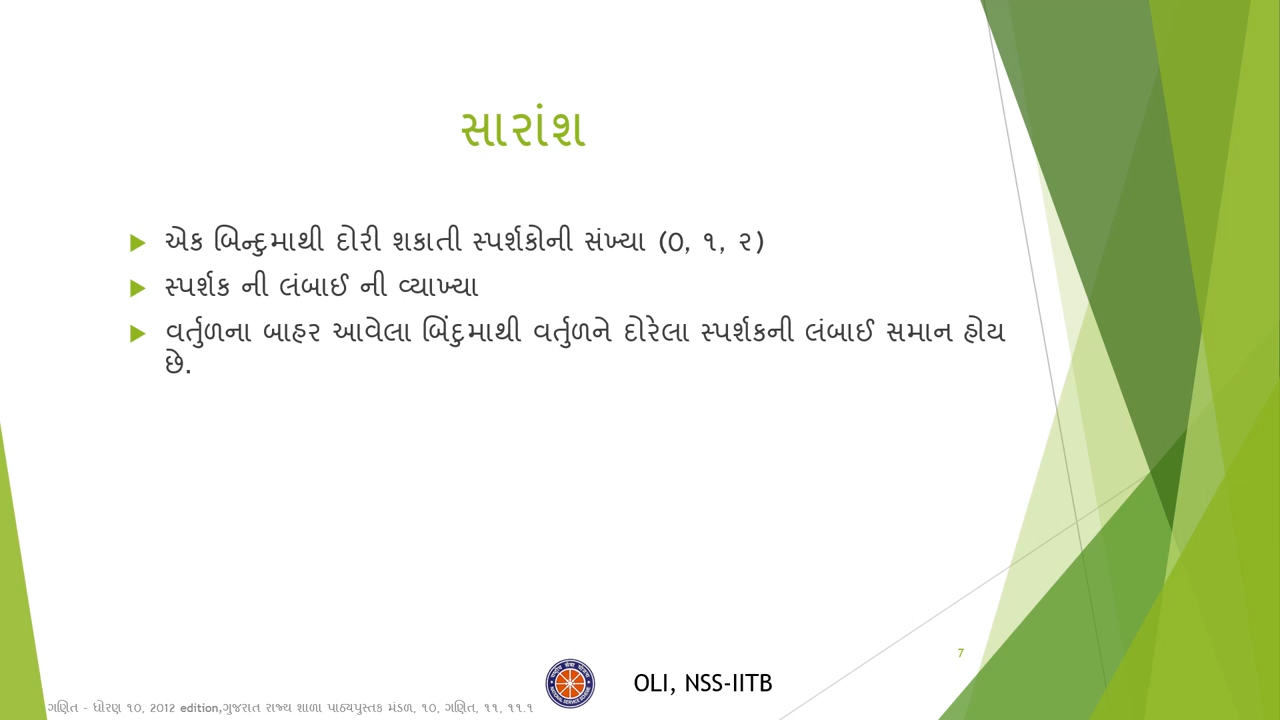 સારાંશ
એક બિન્દુમાથી દોરી શકાતી સ્પર્શકોની સંખ્યા (0, ૧, ૨)
સ્પર્શક ની લંબાઈ ની વ્યાખ્યા
વર્તુળના બાહર આવેલા બિંદુમાથી વર્તુળને દોરેલા સ્પર્શકની લંબાઈ સમાન હોય
છે.
7
OLI, NSS-IITB
ગણિત - ધોરણ ૧૦, 2012 edition,ગુજરાત રાજ્ય શાળા પાઠ્યપુસ્તક મંડળ, ૧૦, ગણિત, ૧૧, ૧૧.૧